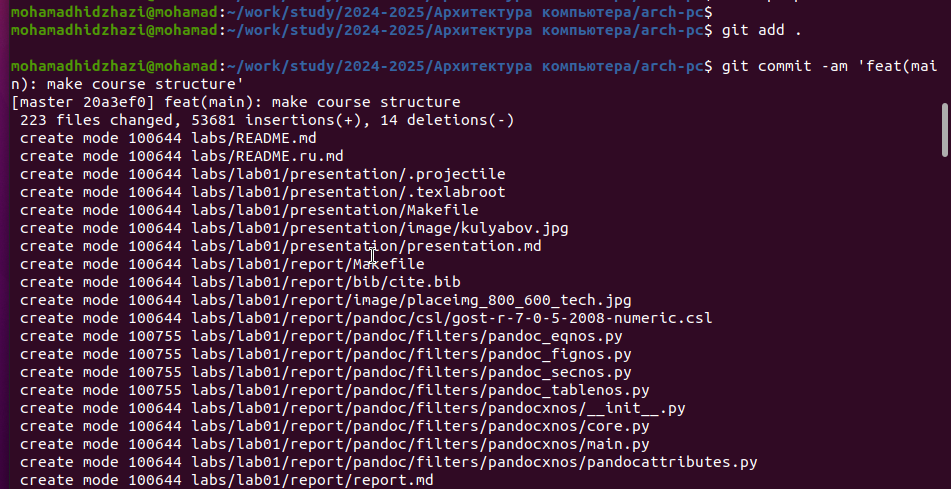 mohamadhidzhazi@mohamad:~/work/study/2024-2025/Архитектура компьютера/arch-pc$
mohamadhidzhazi@mohamad:~/work/study/2024-2025/Архитектура компьютера/arch-pc$ git add .
mohamadhidzhazi@mohamad:~/work/study/2024-2025/Архитектура компьютера/arch-pc$ git commit -am 'feat(mai
n): make course structure'
[master 20a3ef0] feat(main): make course structure
 223 files changed, 53681 insertions(+), 14 deletions(-)
 create mode 100644 labs/README.md
 create mode 100644 labs/README.ru.md
 create mode 100644 labs/lab01/presentation/.projectile
 create mode 100644 labs/lab01/presentation/.texlabroot
 create mode 100644 labs/lab01/presentation/Makefile
 create mode 100644 labs/lab01/presentation/image/kulyabov.jpg
 create mode 100644 labs/lab01/presentation/presentation.md
 create mode 100644 labs/lab01/report/Makefile
 create mode 100644 labs/lab01/report/bib/cite.bib
 create mode 100644 labs/lab01/report/image/placeimg_800_600_tech.jpg
 create mode 100644 labs/lab01/report/pandoc/csl/gost-r-7-0-5-2008-numeric.csl
 create mode 100755 labs/lab01/report/pandoc/filters/pandoc_eqnos.py
 create mode 100755 labs/lab01/report/pandoc/filters/pandoc_fignos.py
 create mode 100755 labs/lab01/report/pandoc/filters/pandoc_secnos.py
 create mode 100755 labs/lab01/report/pandoc/filters/pandoc_tablenos.py
 create mode 100644 labs/lab01/report/pandoc/filters/pandocxnos/__init__.py
 create mode 100644 labs/lab01/report/pandoc/filters/pandocxnos/core.py
 create mode 100644 labs/lab01/report/pandoc/filters/pandocxnos/main.py
 create mode 100644 labs/lab01/report/pandoc/filters/pandocxnos/pandocattributes.py
 create mode 100644 labs/lab01/report/report.md